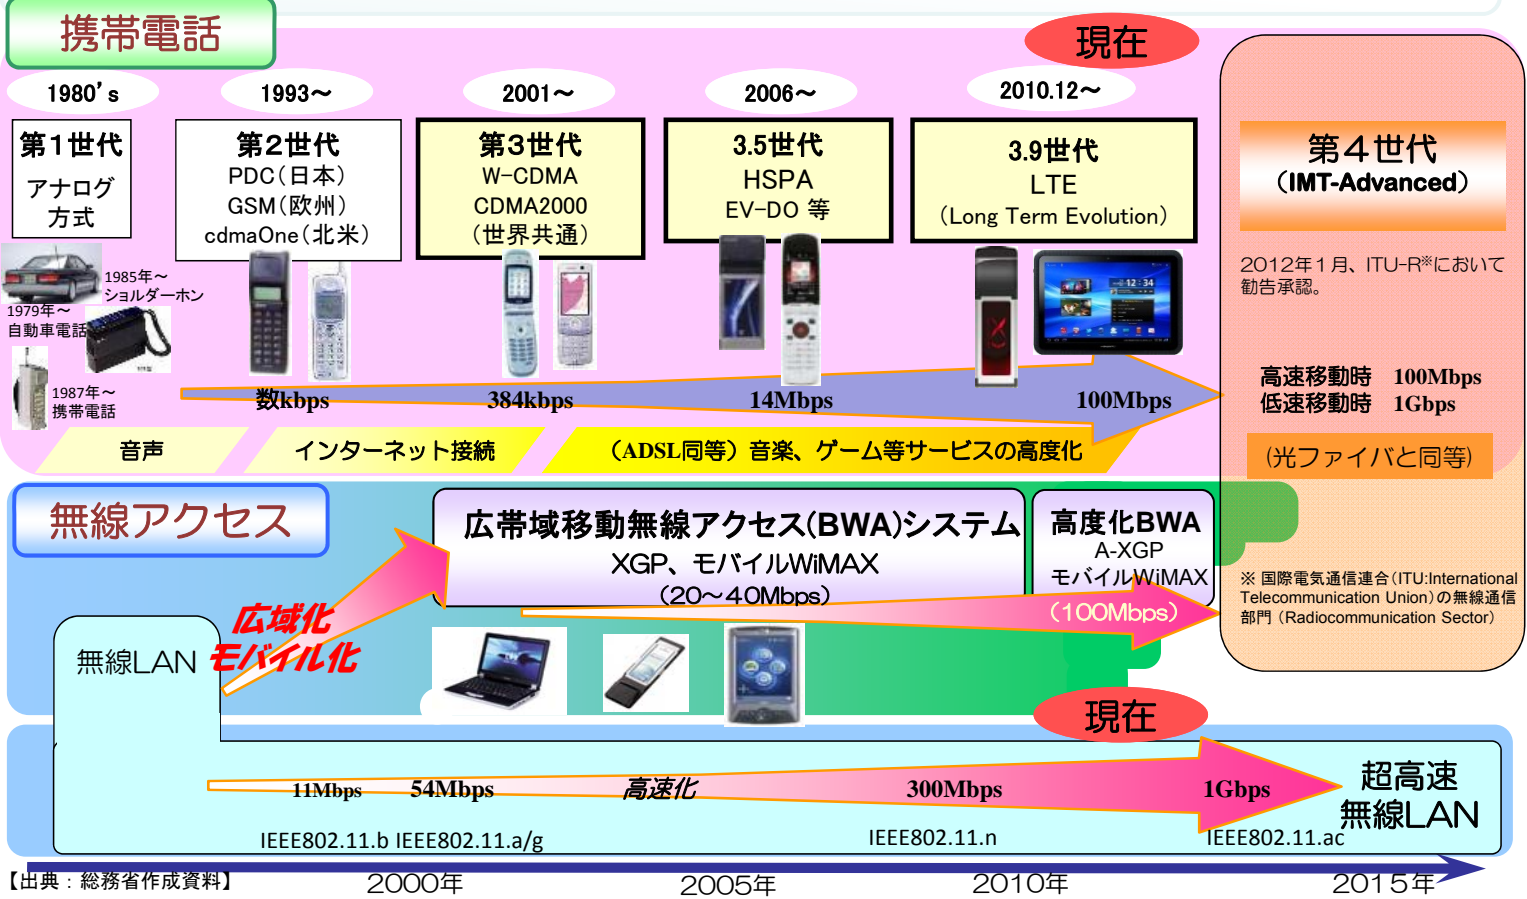 携帯電話
現在
1980's
1993～
2001～
2006～
2010.12～
第1世代
アナログ
方式
第2世代
PDC（日本）
GSM（欧州）
cdmaOne（北米）
第3世代
W-CDMA
CDMA2000
（世界共通）
3.5世代
HSPA
EV-DO 等
3.9世代
LTE
（Long Term Evolution）
第４世代
（IMT-Advanced）
2012年１月、ITU-R※において
勧告承認。
1985年～
ショルダーホン
1979年～
自動車電話
1987年～
携帯電話
12:34
数kbps
384kbps
14Mbps
100Mbps
高速移動時 100Mbps
低速移動時 1Gbps
音声
インターネット接続
（ADSL同等）音楽、ゲーム等サービスの高度化
(光ファイバと同等)
無線アクセス
広帯域移動無線アクセス(BWA)システム
XGP、モバイルWiMAX
（20～40Mbps）
高度化BWA
A-XGP
モバイルWiMAX
（100Mbps）
※ 国際電気通信連合（ITU:International
Telecommunication Union）の無線通信
部門（Radiocommunication Sector）
広域化
モバイル化
無線LAN
現在
11Mbps
54Mbps
高速化
300Mbps
1Gbps
超高速
無線LAN
IEEE802.11.b
IEEE802.11.a/g
IEEE802.11.n
IEEE802.11.ac
【出典：総務省作成資料】
2000年
2005年
2010年
2015年